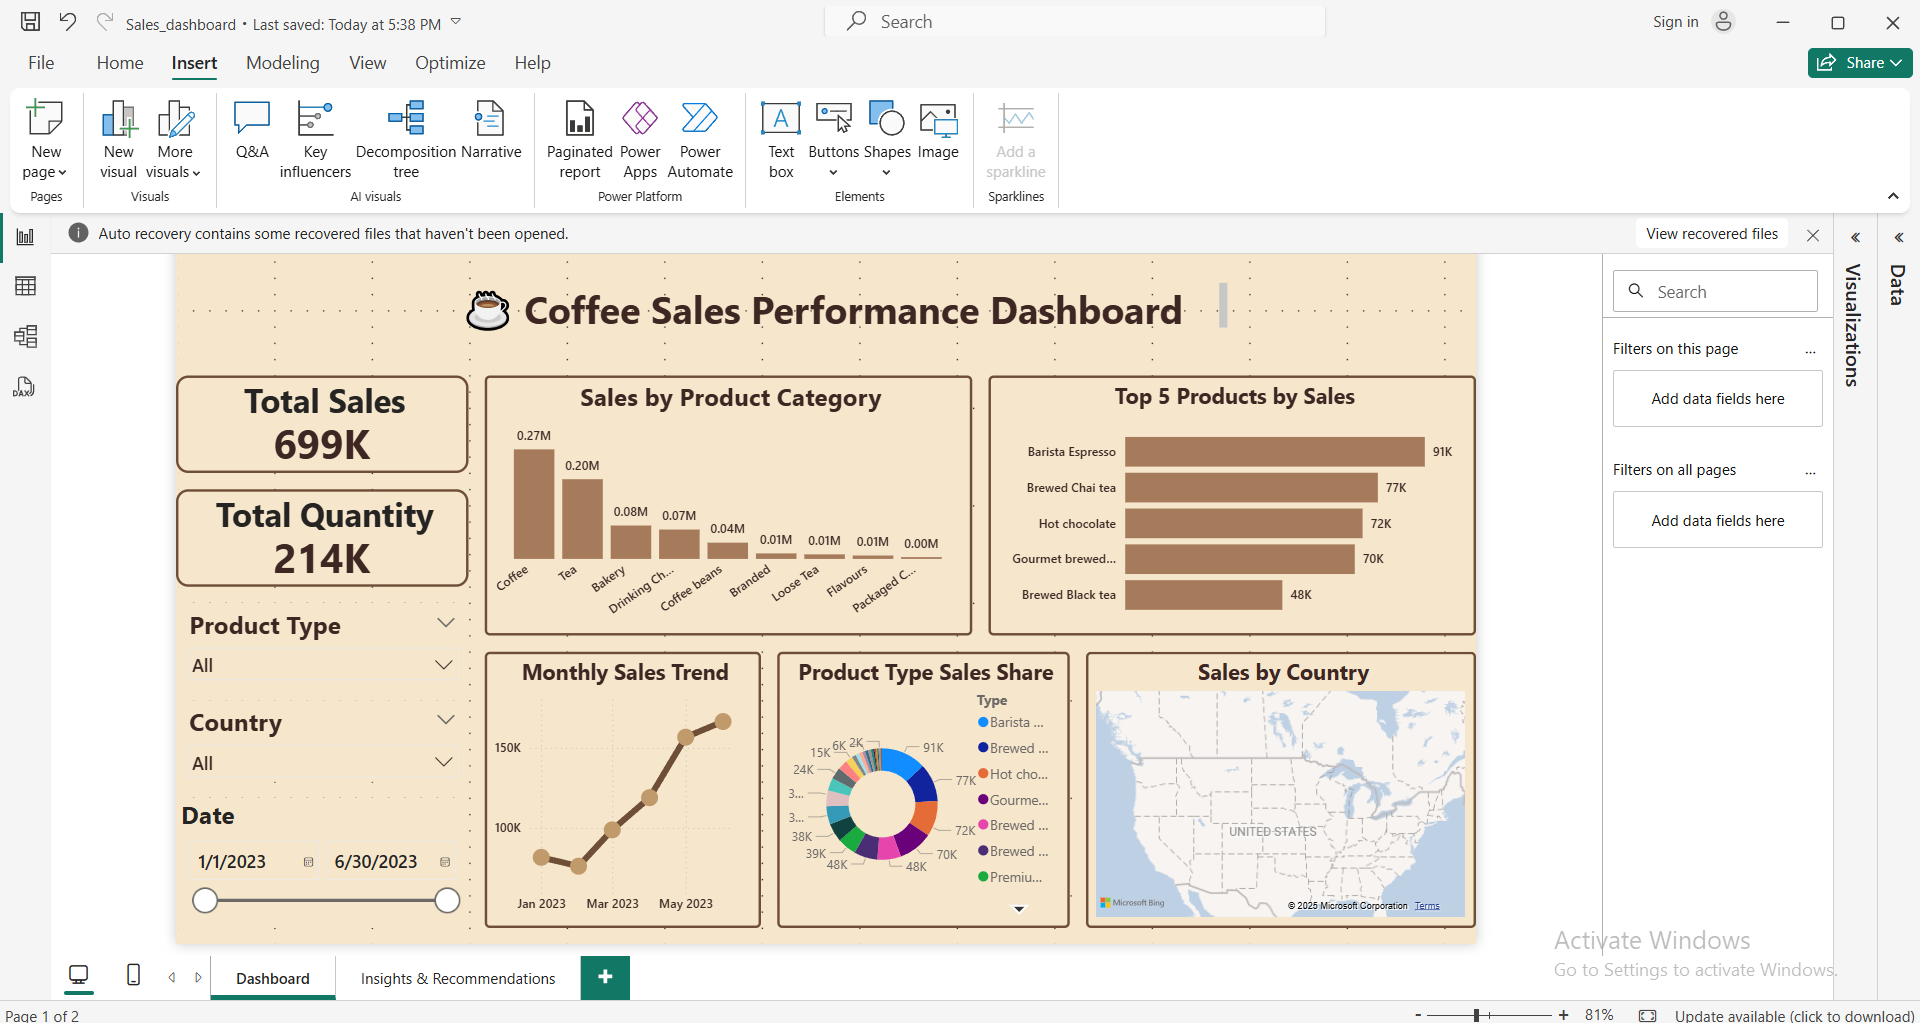 Sales_dashboard • Last saved: Today at 5:38 PM
Search
Sign in
File Home Insert Modeling View Optimize Help
Share
New page
New visual
More visuals
Q&A
Key influencers
Decomposition tree
Narrative
Paginated report
Power Apps
Power Automate
Text box
Buttons
Shapes
Image
Add a sparkline
Pages
Visuals
AI visuals
Power Platform
Elements
Sparklines
Auto recovery contains some recovered files that haven't been opened.
View recovered files
Coffee Sales Performance Dashboard
Total Sales
699K
Total Quantity
214K
Product Type
All
Country
All
Date
1/1/2023
6/30/2023
Sales by Product Category
0.27M
0.20M
0.08M
0.07M
0.04M
0.01M
0.01M
0.01M
0.00M
Coffee
Tea
Bakery
Drinking Ch...
Coffee beans
Branded
Loose Tea
Flavours
Packaged C...
Top 5 Products by Sales
Barista Espresso 91K
Brewed Chai tea 77K
Hot chocolate 72K
Gourmet brewed... 70K
Brewed Black tea 48K
Monthly Sales Trend
150K
100K
Jan 2023 Mar 2023 May 2023
Product Type Sales Share
Type
Barista ...
Brewed ...
Hot cho...
Gourme...
Brewed ...
Brewed ...
Premiu...
91K
77K
72K
70K
48K
48K
39K
38K
3...
3...
24K
15K
6K
2K
Sales by Country
UNITED STATES
Microsoft Bing
© 2025 Microsoft Corporation Terms
Search
Filters on this page ...
Add data fields here
Filters on all pages ...
Add data fields here
Visualizations
Data
DAX
Activate Windows
Go to Settings to activate Windows.
Dashboard
Insights & Recommendations
+
Page 1 of 2
- + 81%
Update available (click to download)